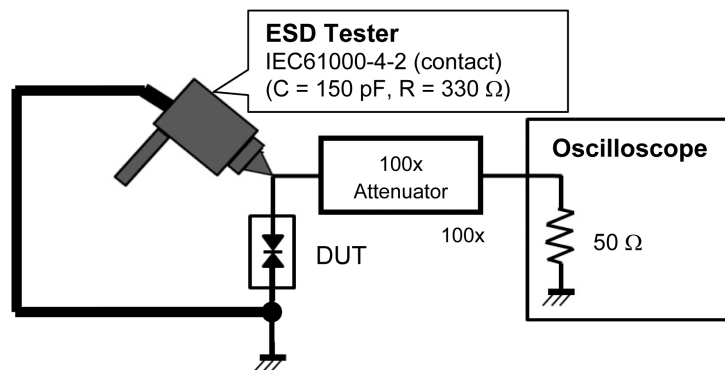 ESD Tester
IEC61000-4-2 (contact)
(C = 150 pF, R = 330 Ω)
100x
Attenuator
100x
Oscilloscope
50 Ω
DUT